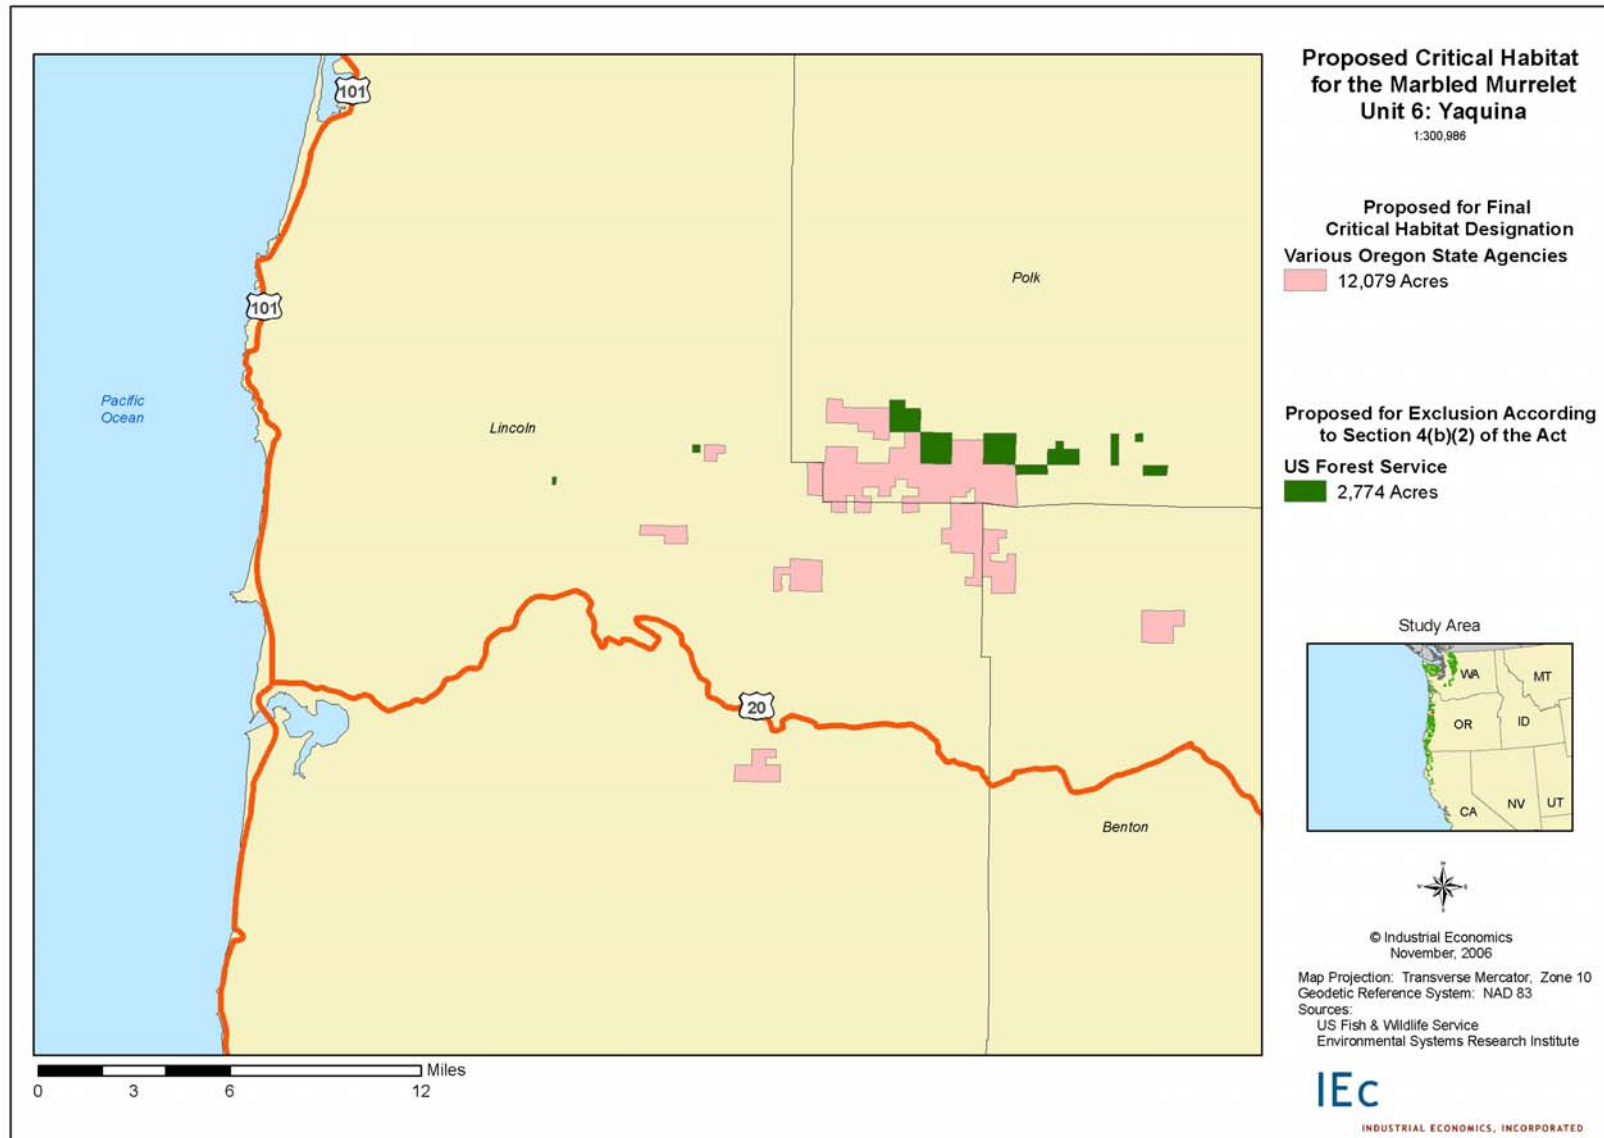 Proposed Critical Habitat
for the Marbled Murrelet
Unit 6: Yaquina
1:300,986
Proposed for Final
Critical Habitat Designation
Various Oregon State Agencies
12,079 Acres
Proposed for Exclusion According
to Section 4(b)(2) of the Act
US Forest Service
2,774 Acres
101
101
Polk
Pacific
Ocean
Lincoln
20
Benton
Miles
0
3
6
12
Study Area
WA
MT
OR
ID
CA
NV
UT
N
W
E
S
© Industrial Economics
November, 2006
Map Projection: Transverse Mercator, Zone 10
Geodetic Reference System: NAD 83
Sources:
US Fish & Wildlife Service
Environmental Systems Research Institute
IEc
INDUSTRIAL ECONOMICS, INCORPORATED